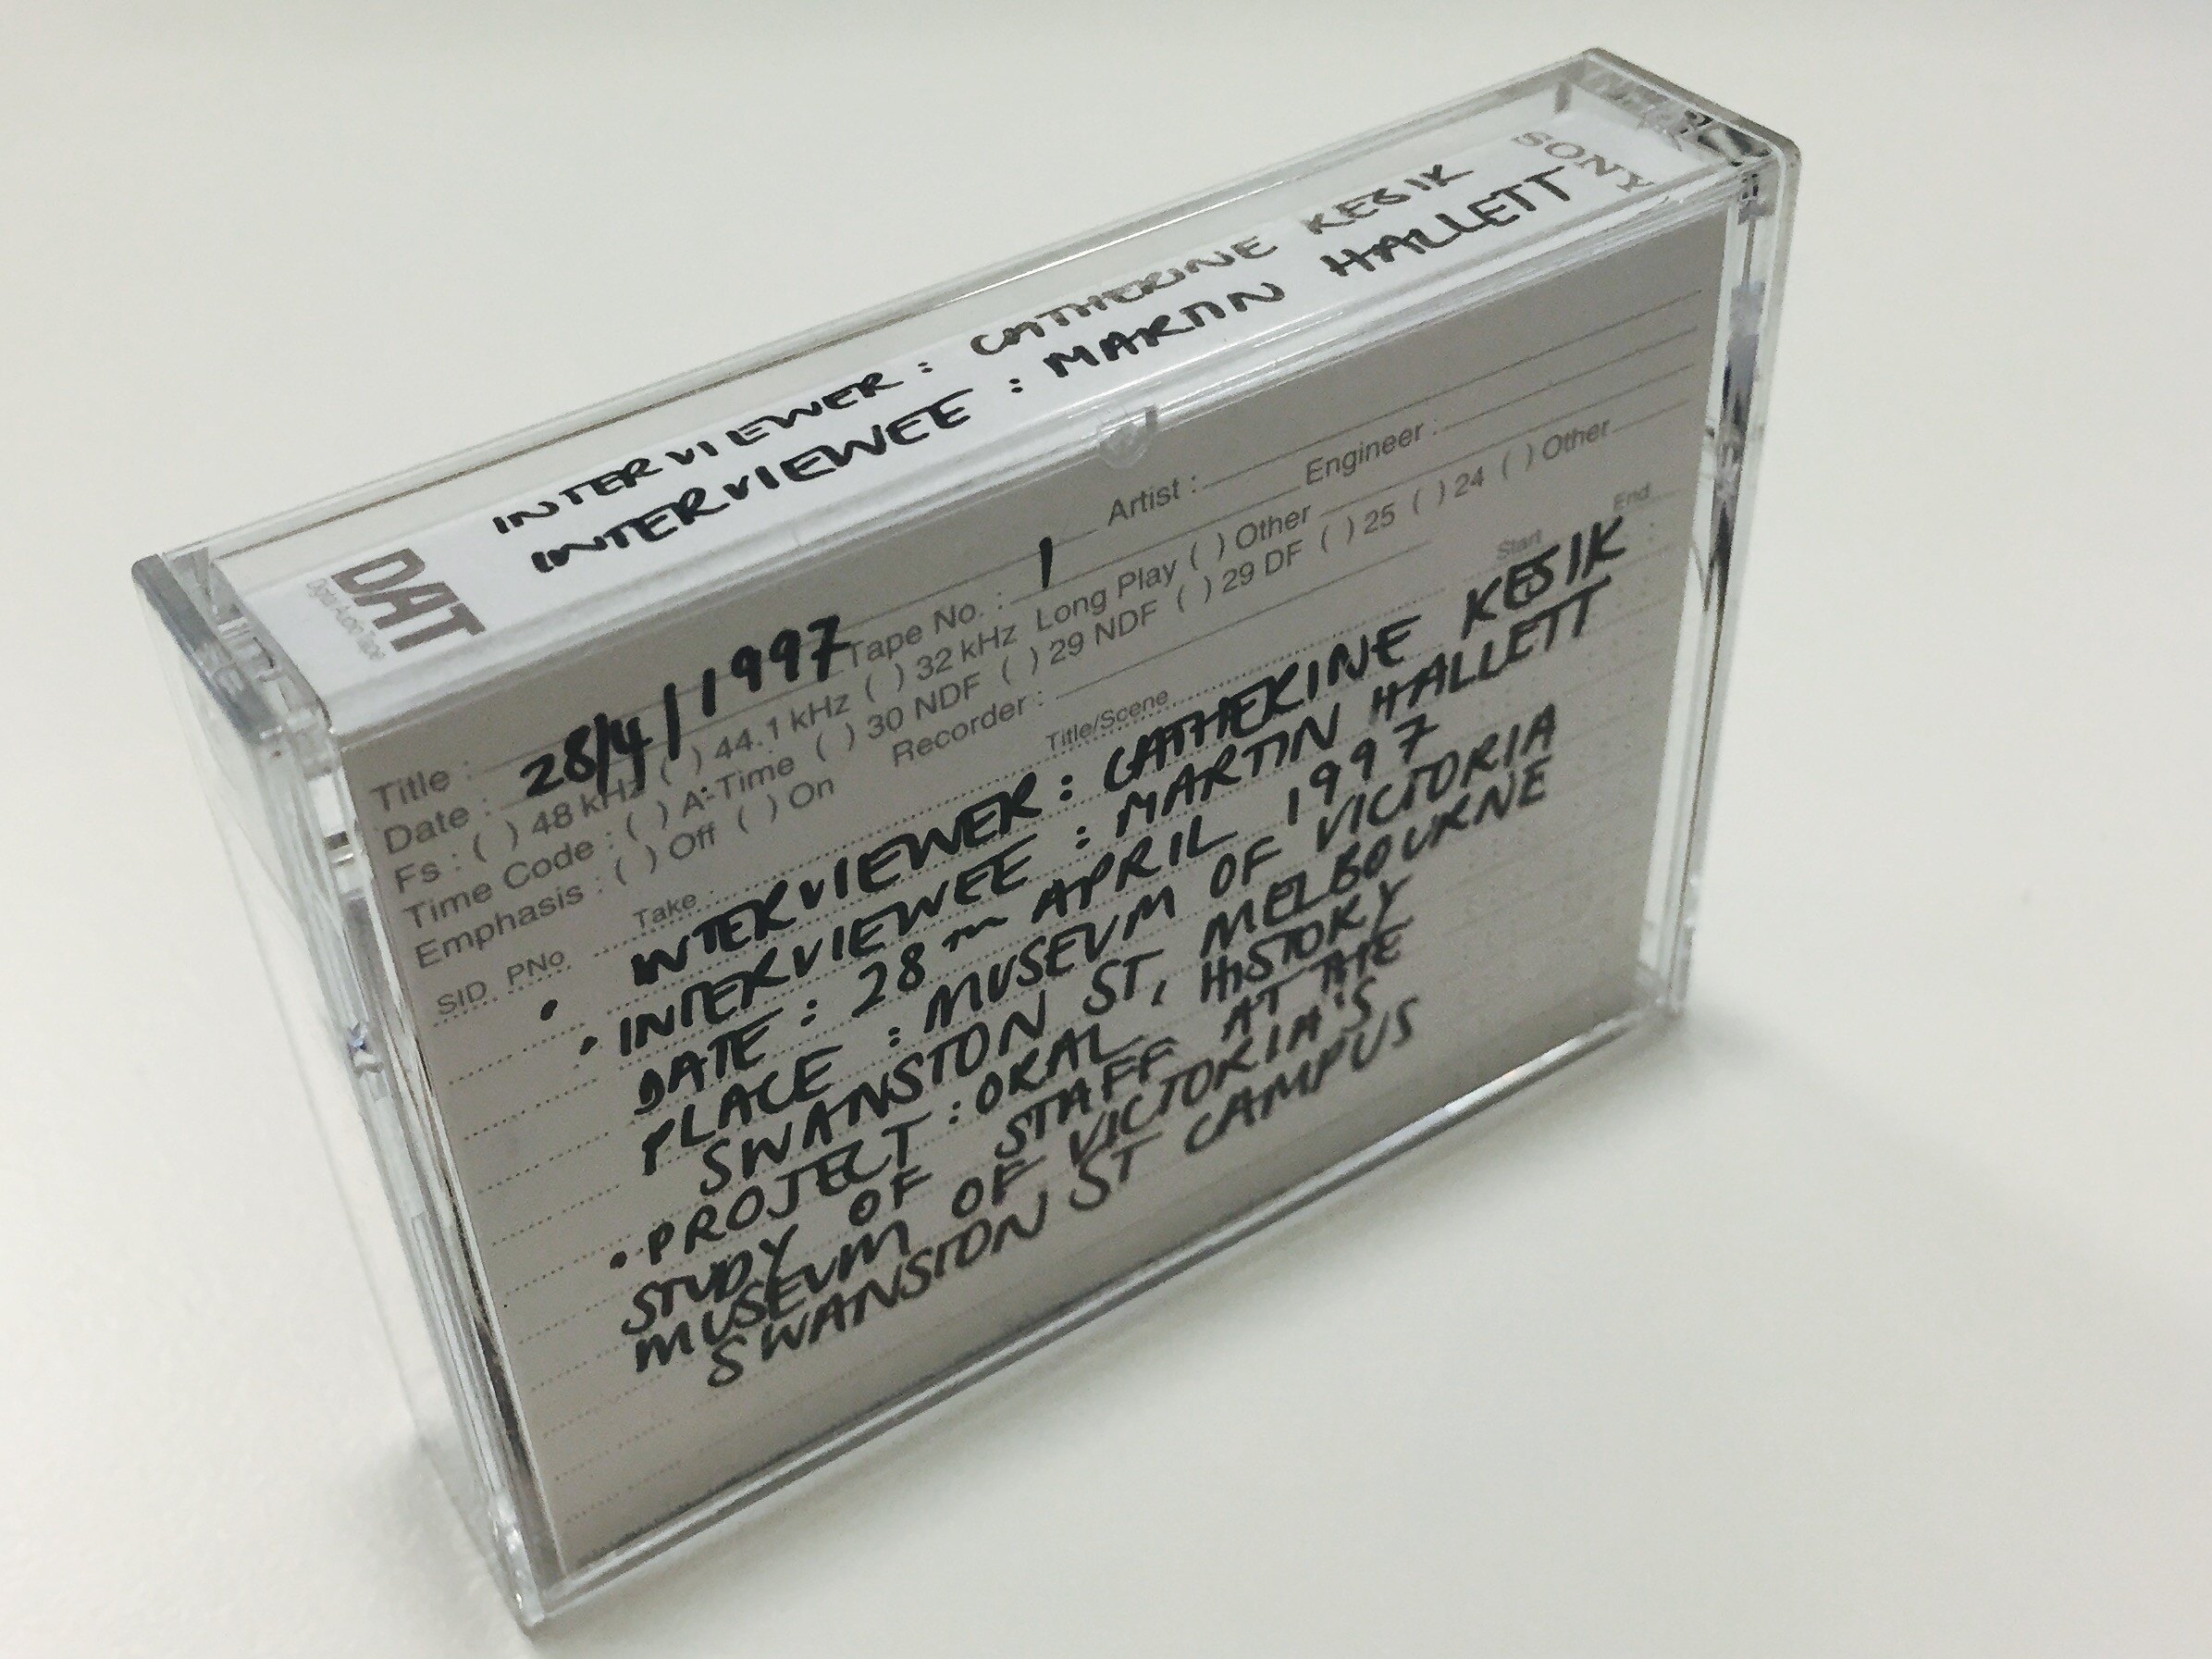 SONY
INTERVIEWER : CATHERINE KESIK
INTERVIEWEE : MARTIN HALLETT
DAT
Digital Audio Tape
Title : Artist :
Date : 28/4/1997 Tape No. : 1 Engineer :
Fs : ( ) 48 kHz ( ) 44.1 kHz ( ) 32 kHz Long Play ( ) Other
Time Code : ( ) A-Time ( ) 30 NDF ( ) 29 NDF ( ) 29 DF ( ) 25 ( ) 24 ( ) Other
Emphasis : ( ) Off ( ) On Recorder :
SID PNo Take Title/Scene Start End
• INTERVIEWER : CATHERINE KESIK
• INTERVIEWEE : MARTIN HALLETT
DATE : 28TH APRIL 1997
PLACE : MUSEUM OF VICTORIA
SWANSTON ST, MELBOURNE
• PROJECT : ORAL HISTORY
STUDY OF STAFF AT THE
MUSEUM OF VICTORIA'S
SWANSTON ST CAMPUS